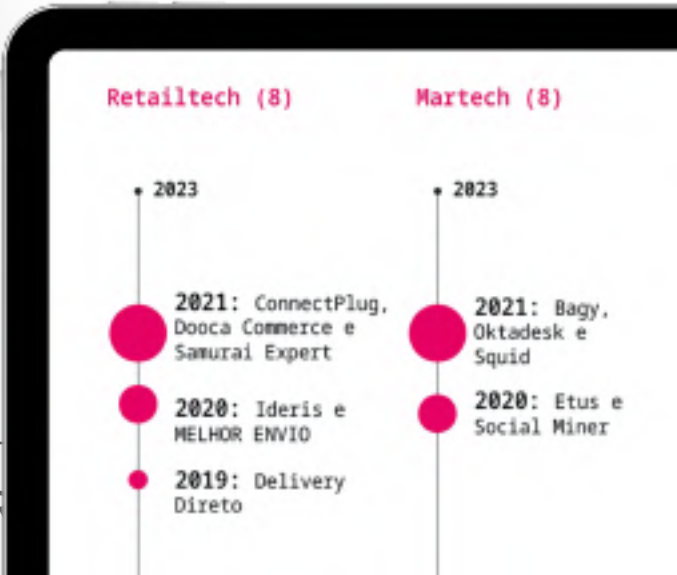 Retailtech (8)
2023
2021: ConnectPlug,
Dooca Commerce e
Samurai Expert
2020: Ideris e
MELHOR ENVIO
2019: Delivery
Direto
Martech (8)
2023
2021: Bagy,
Oktadesk e
Squid
2020: Etus e
Social Miner